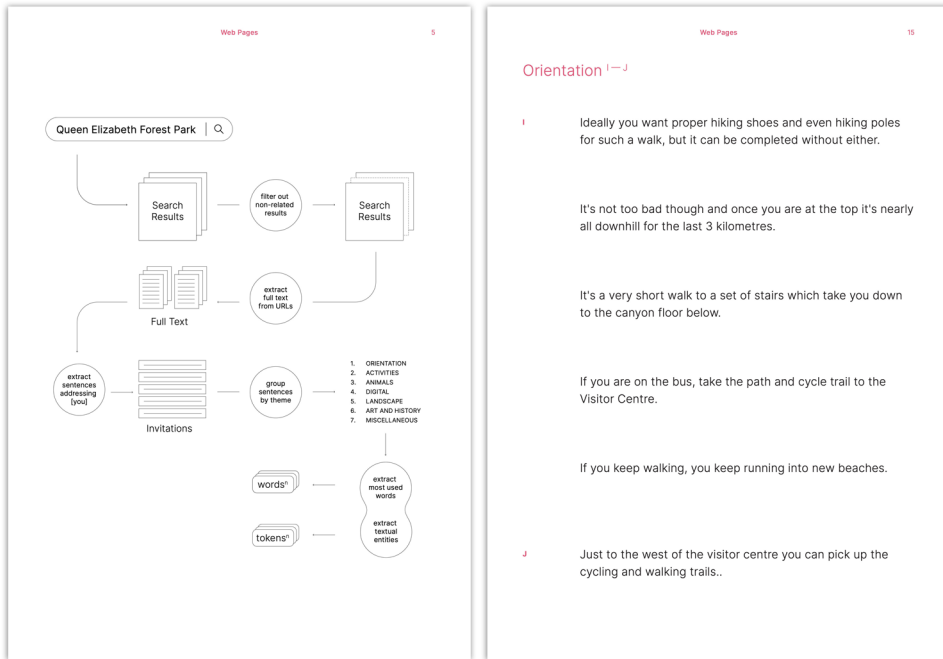 Web Pages
5
Queen Elizabeth Forest Park
Search
Results
filter out
non-related
results
Search
Results
extract
full text
from URLs
Full Text
extract
sentences
addressing
[you]
Invitations
group
sentences
by theme
1. ORIENTATION
2. ACTIVITIES
3. ANIMALS
4. DIGITAL
5. LANDSCAPE
6. ART AND HISTORY
7. MISCELLANEOUS
extract
most used
words
wordsⁿ
extract
textual
entities
tokensⁿ
Web Pages
15
Orientation I—J
I
Ideally you want proper hiking shoes and even hiking poles
for such a walk, but it can be completed without either.
It's not too bad though and once you are at the top it's nearly
all downhill for the last 3 kilometres.
It's a very short walk to a set of stairs which take you down
to the canyon floor below.
If you are on the bus, take the path and cycle trail to the
Visitor Centre.
If you keep walking, you keep running into new beaches.
J
Just to the west of the visitor centre you can pick up the
cycling and walking trails..